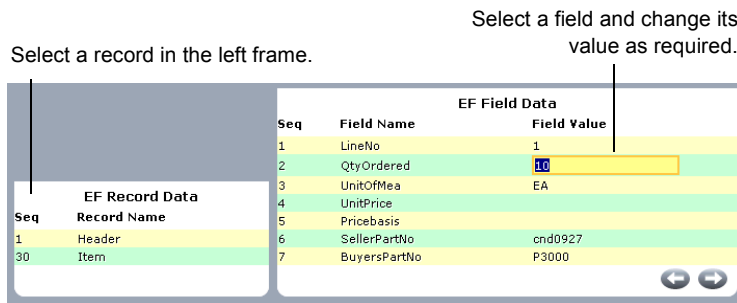 Select a field and change its
value as required.
Select a record in the left frame.
EF Field Data
Seq Field Name Field Value
1 LineNo 1
2 QtyOrdered 10
3 UnitOfMea EA
4 UnitPrice
5 Pricebasis
6 SellerPartNo cnd0927
7 BuyersPartNo P3000
EF Record Data
Seq Record Name
1 Header
30 Item